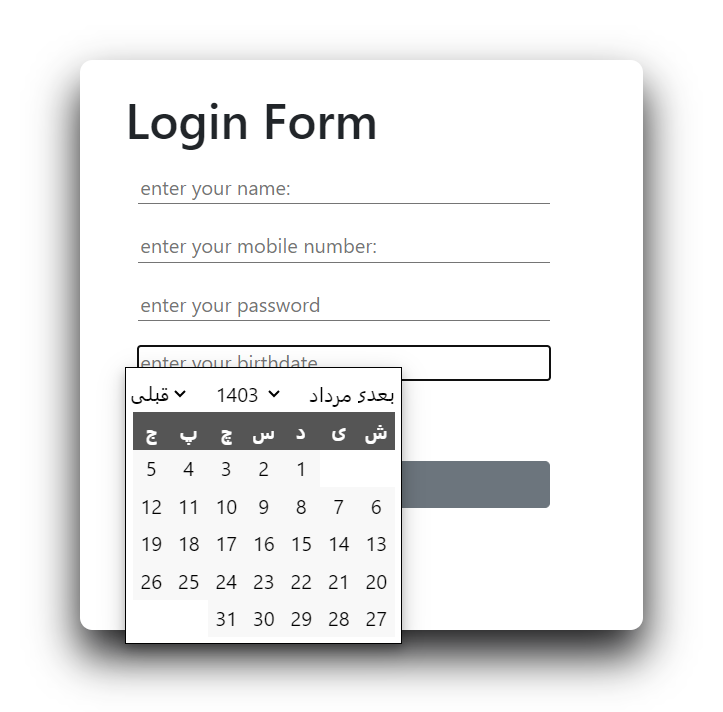 Login Form
enter your name:
enter your mobile number:
enter your password
enter your birthdate
بعدی مرداد 1403 قبلی
ش ی د س چ پ ج
1 2 3 4 5
6 7 8 9 10 11 12
13 14 15 16 17 18 19
20 21 22 23 24 25 26
27 28 29 30 31